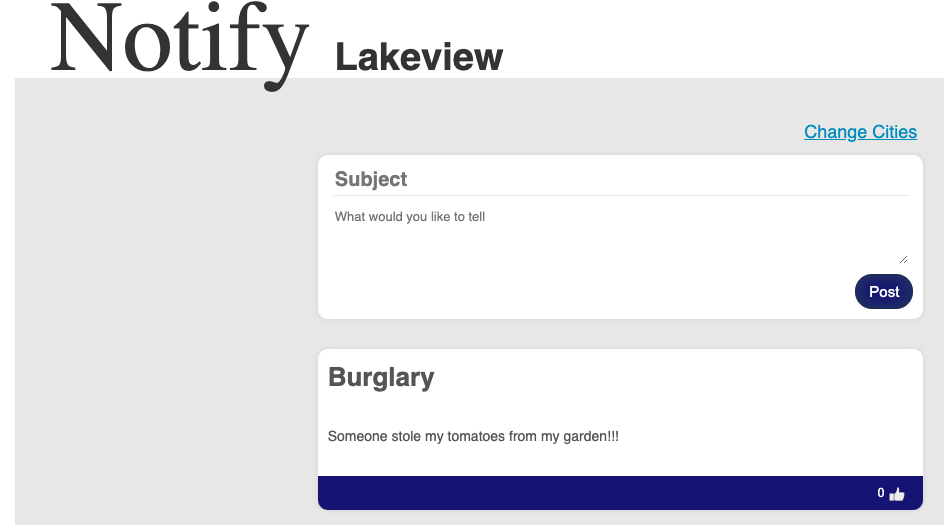 Notify Lakeview
Change Cities
Subject
What would you like to tell
Post
Burglary
Someone stole my tomatoes from my garden!!!
0